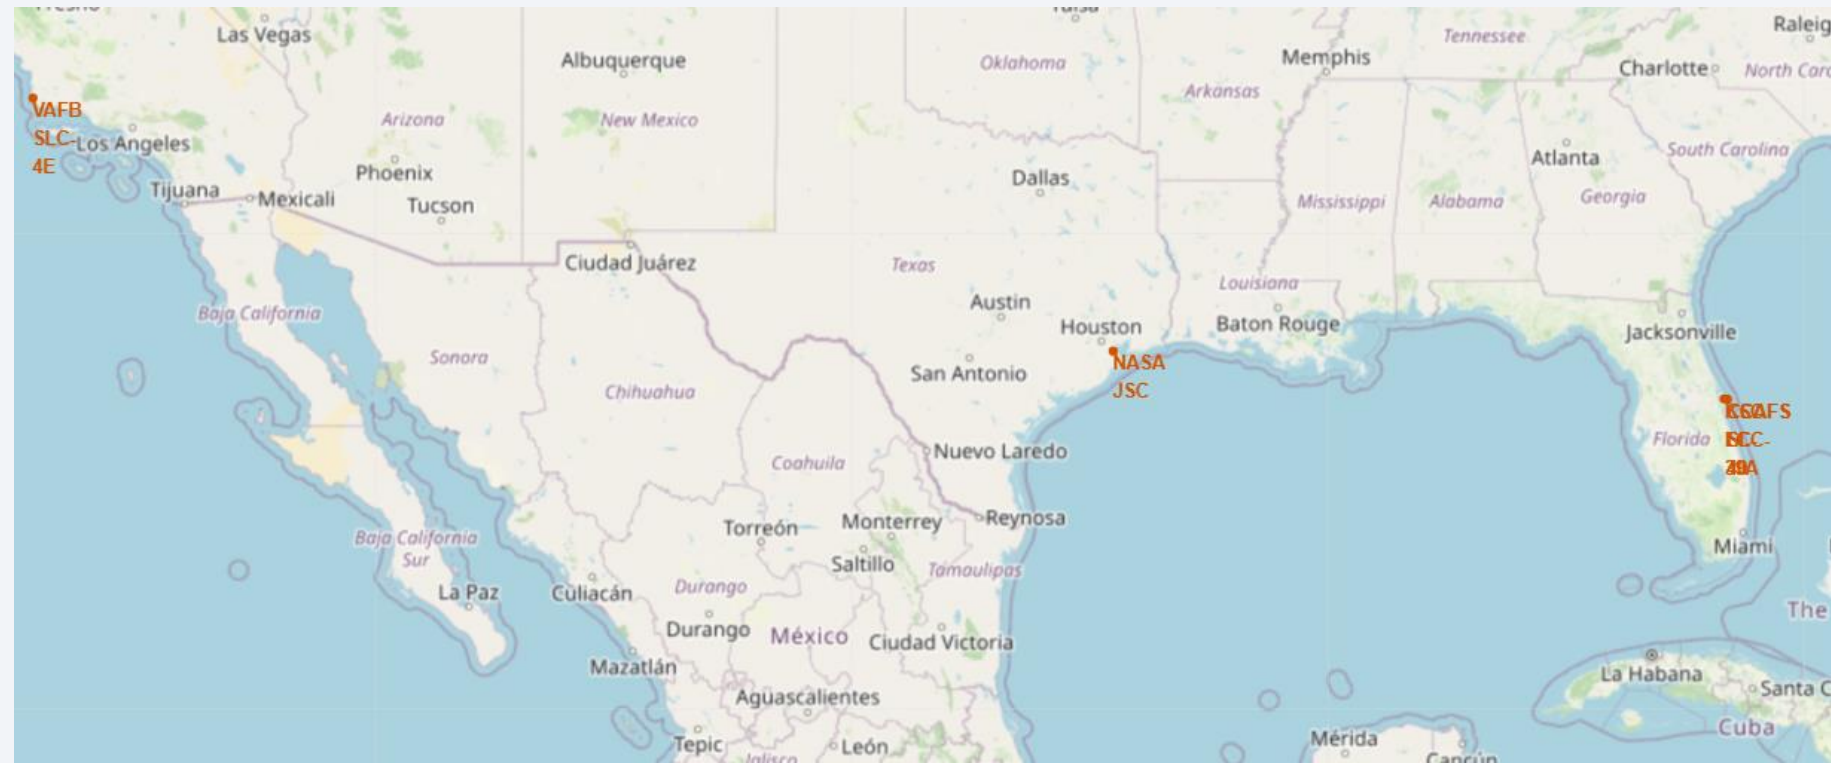 Las Vegas
Albuquerque
Oklahoma
Memphis
Tennessee
Raleig
Charlotte
North Caro
Arkansas
VAFB
SLC-
4E
Los Angeles
Arizona
New Mexico
Phoenix
Atlanta
South Carolina
Dallas
Tijuana
Mexicali
Tucson
Mississippi
Alabama
Georgia
Ciudad Juárez
Texas
Louisiana
Baja California
Austin
Houston
Baton Rouge
Jacksonville
Sonora
NASA
JSC
San Antonio
Chihuahua
Florida
Nuevo Laredo
Coahuila
Torreón
Monterrey
Reynosa
Baja California
Sur
Saltillo
Tamaulipas
Miami
La Paz
Culiacán
Durango
Durango
México
Ciudad Victoria
The
Mazatlán
La Habana
Santa C
Aguascalientes
Cuba
Tepic
León
Mérida
Cancún
Jalisco